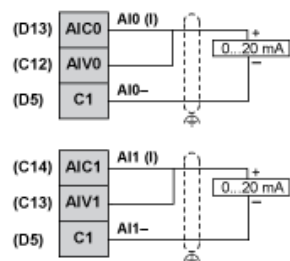 (D13) AIC0 AI0 (I)
+
(C12) AIV0 0...20 mA
–
(D5) C1 AI0–
(C14) AIC1 AI1 (I)
+
(C13) AIV1 0...20 mA
–
(D5) C1 AI1–